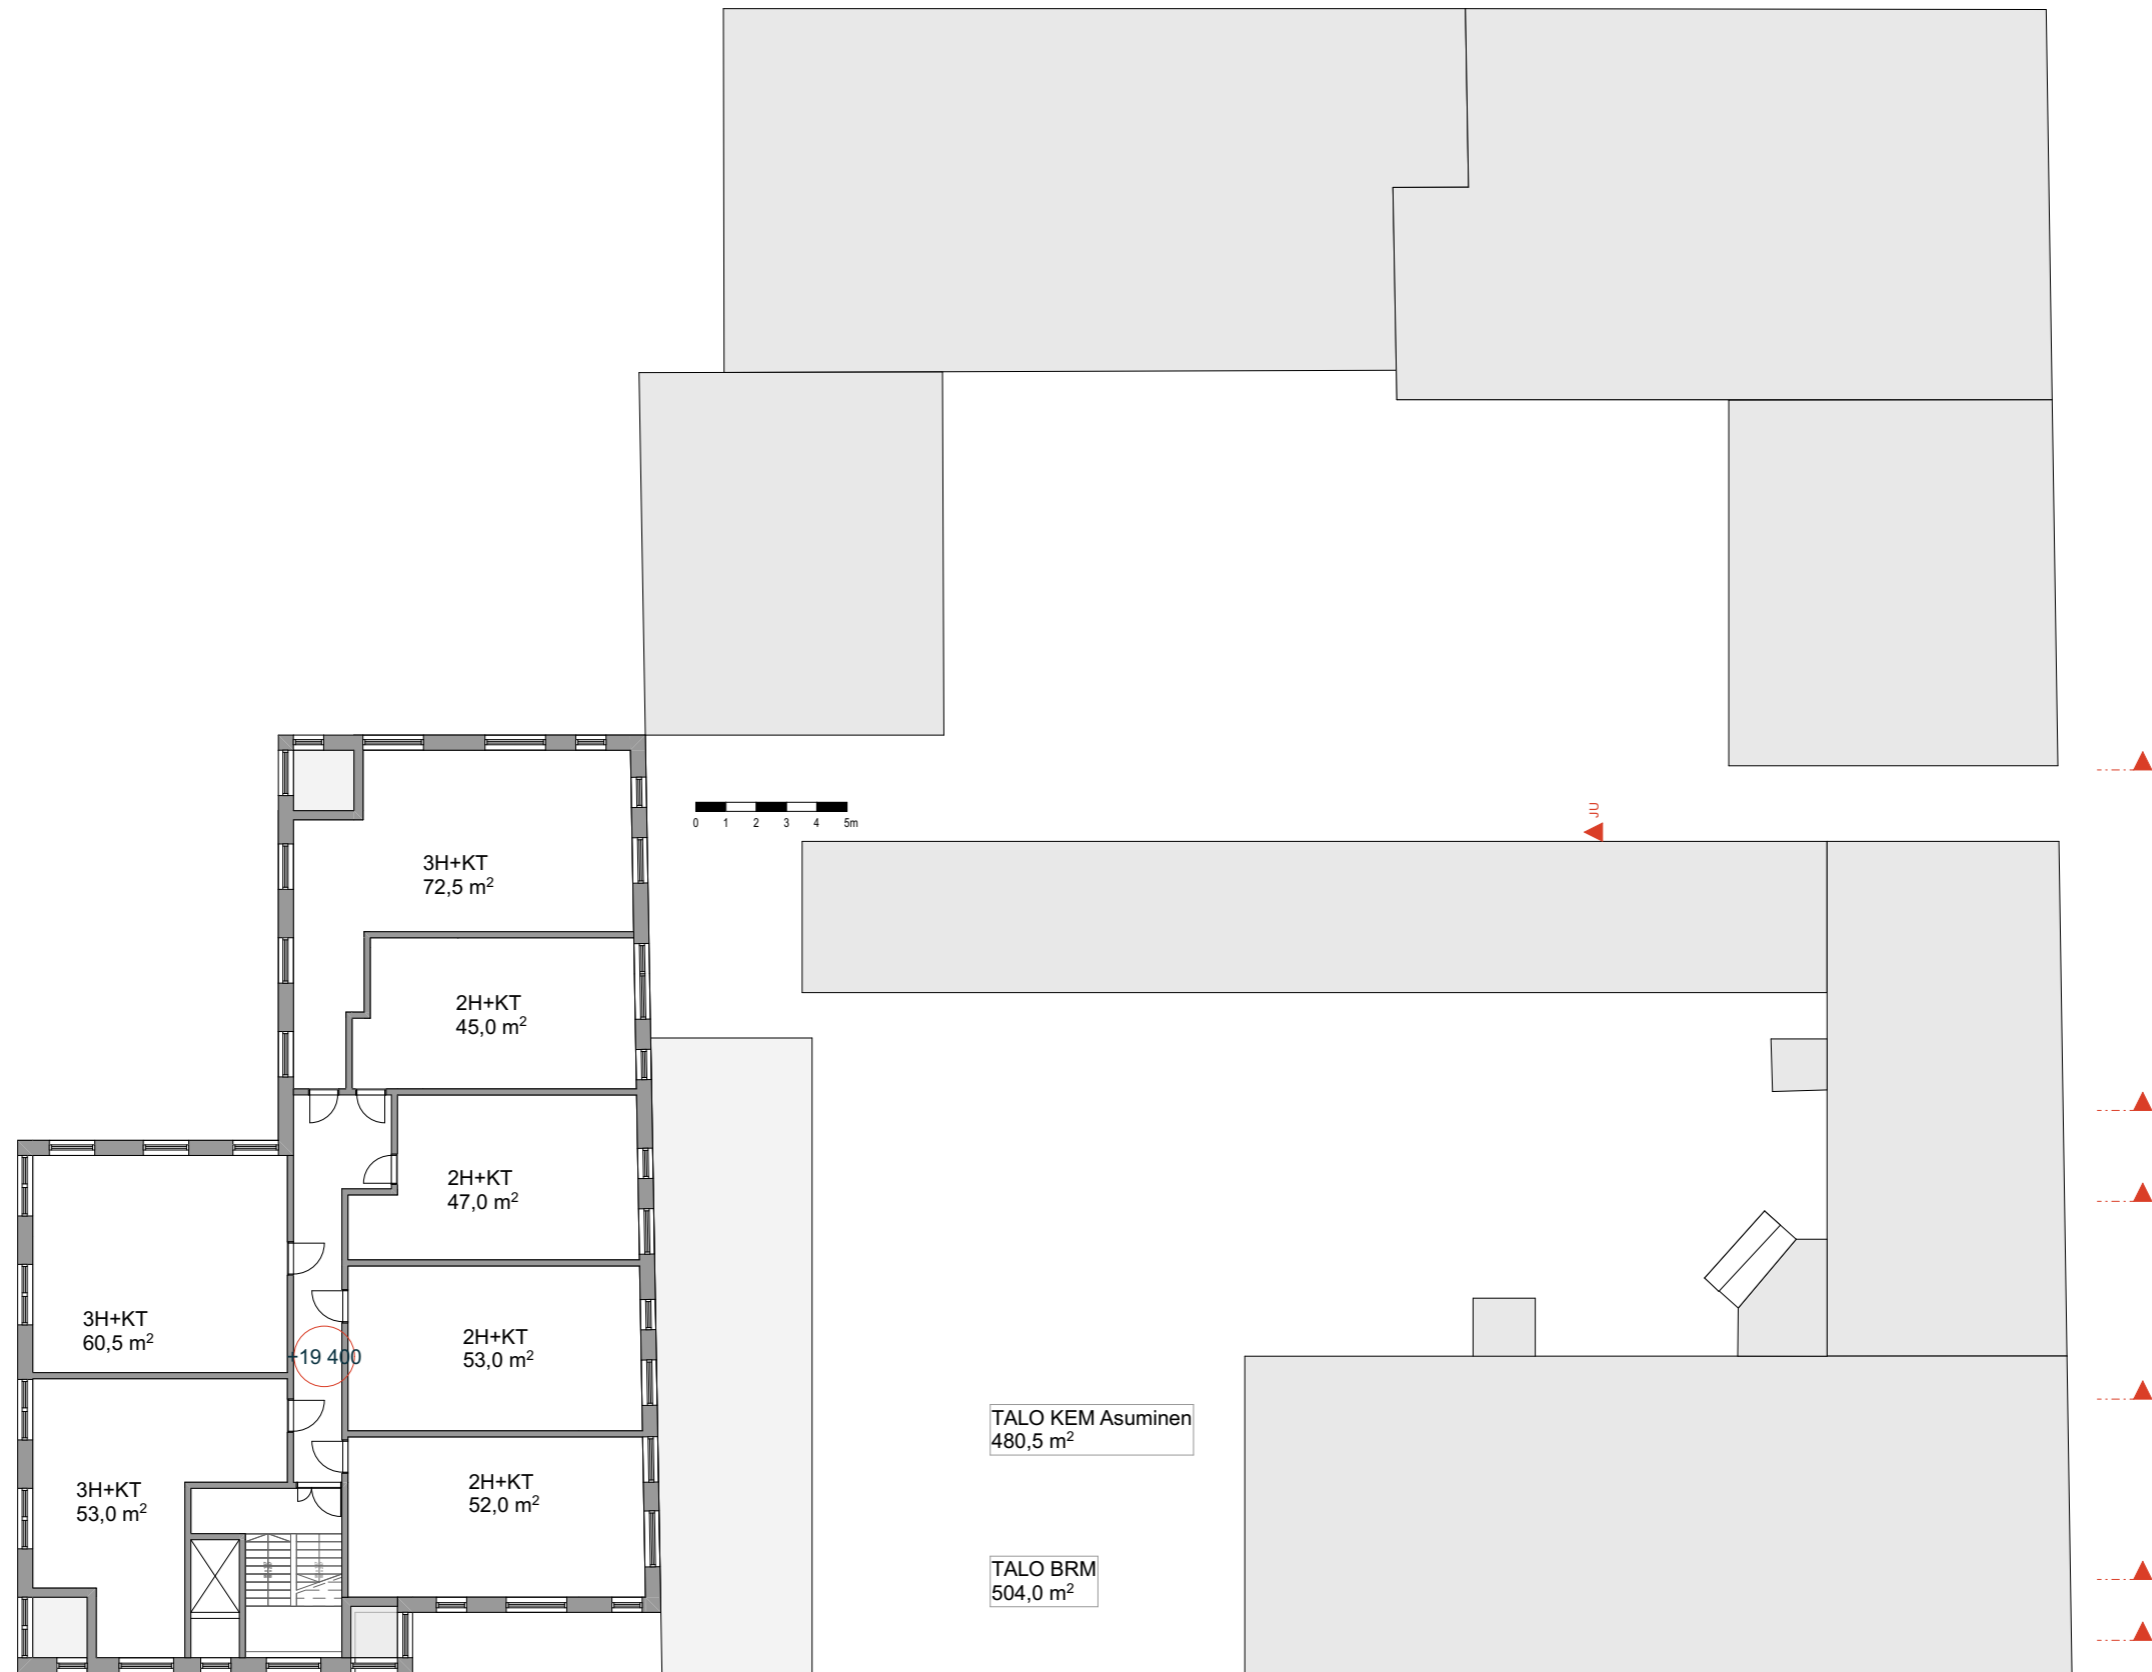 0 1 2 3 4 5m
JU
3H+KT
72,5 m²
2H+KT
45,0 m²
2H+KT
47,0 m²
3H+KT
60,5 m²
2H+KT
53,0 m²
+19 400
TALO KEM Asuminen
480,5 m²
3H+KT
53,0 m²
2H+KT
52,0 m²
TALO BRM
504,0 m²